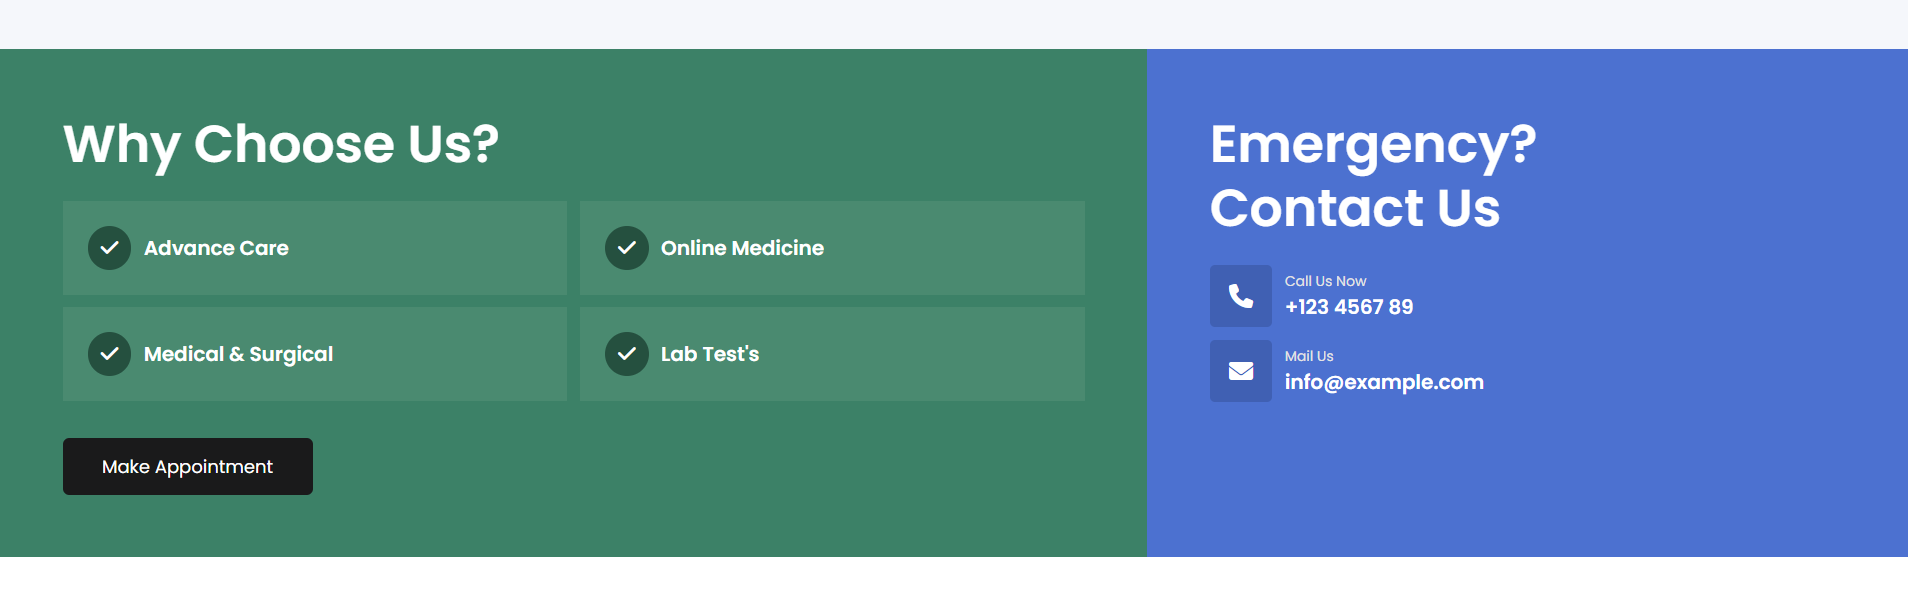 Why Choose Us?
Advance Care
Online Medicine
Medical & Surgical
Lab Test's
Make Appointment
Emergency?
Contact Us
Call Us Now
+123 4567 89
Mail Us
info@example.com